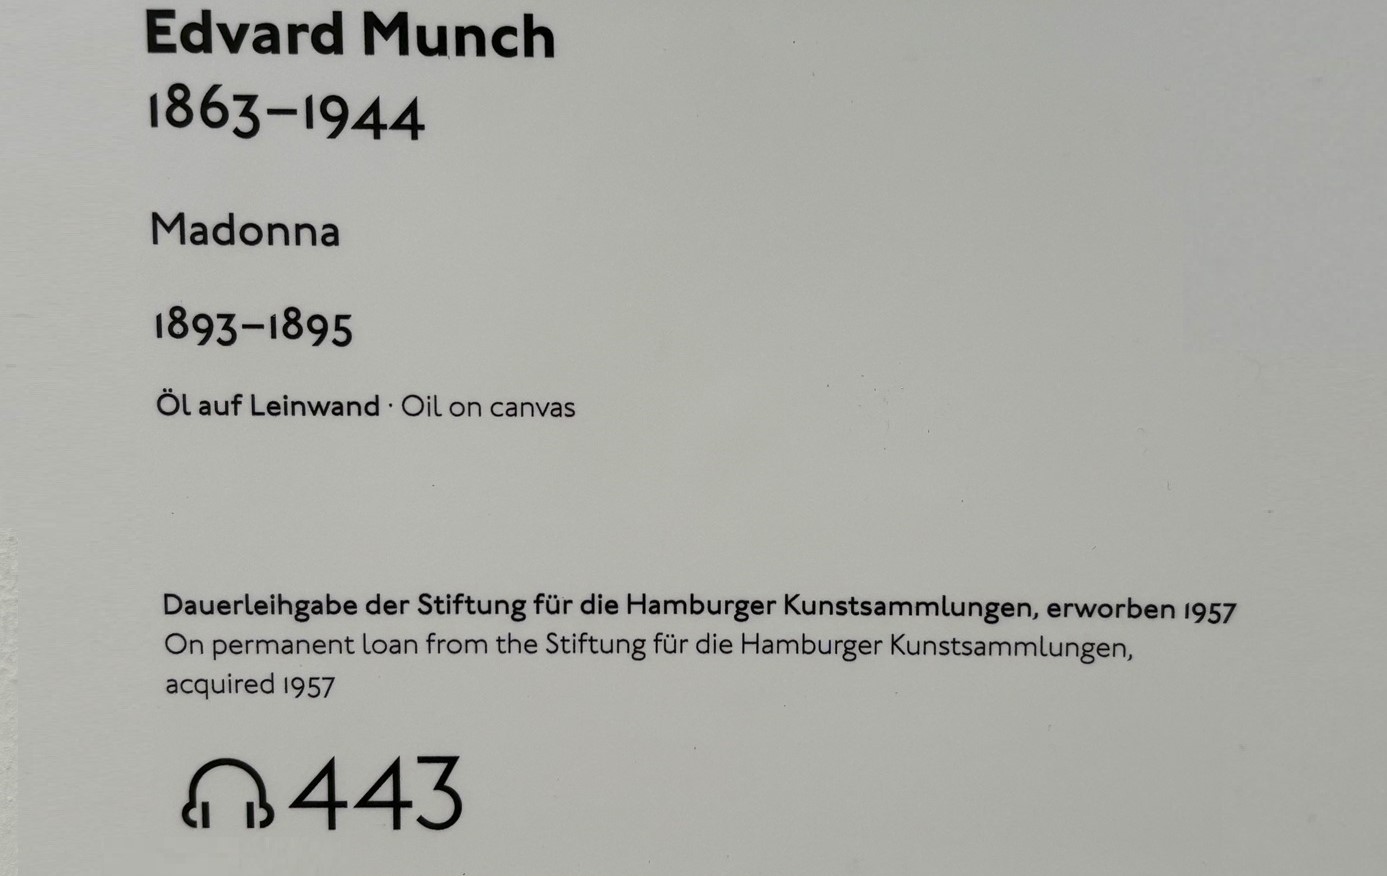 Edvard Munch
1863–1944
Madonna
1893–1895
Öl auf Leinwand · Oil on canvas
Dauerleihgabe der Stiftung für die Hamburger Kunstsammlungen, erworben 1957
On permanent loan from the Stiftung für die Hamburger Kunstsammlungen,
acquired 1957
443